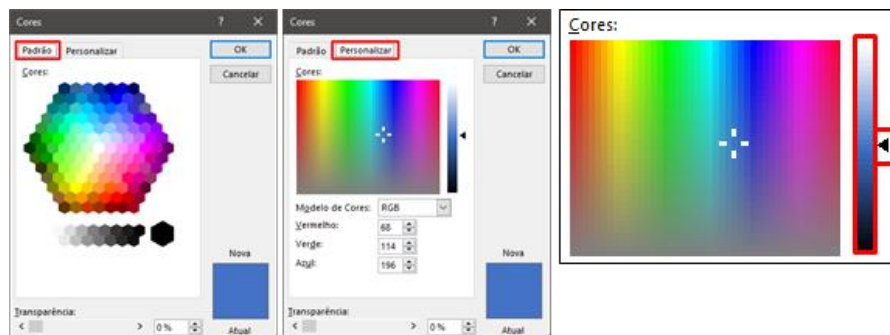 Cores ? ×
Padrão Personalizar
OK
Cores:
Cancelar
Nova
Transparência:
< > 0 %
Atual
Cores ? ×
Padrão Personalizar
OK
Cores:
Cancelar
Modelo de Cores: RGB
Vermelho: 68
Verde: 114
Azul: 196
Nova
Transparência:
< > 0 %
Atual
Cores: